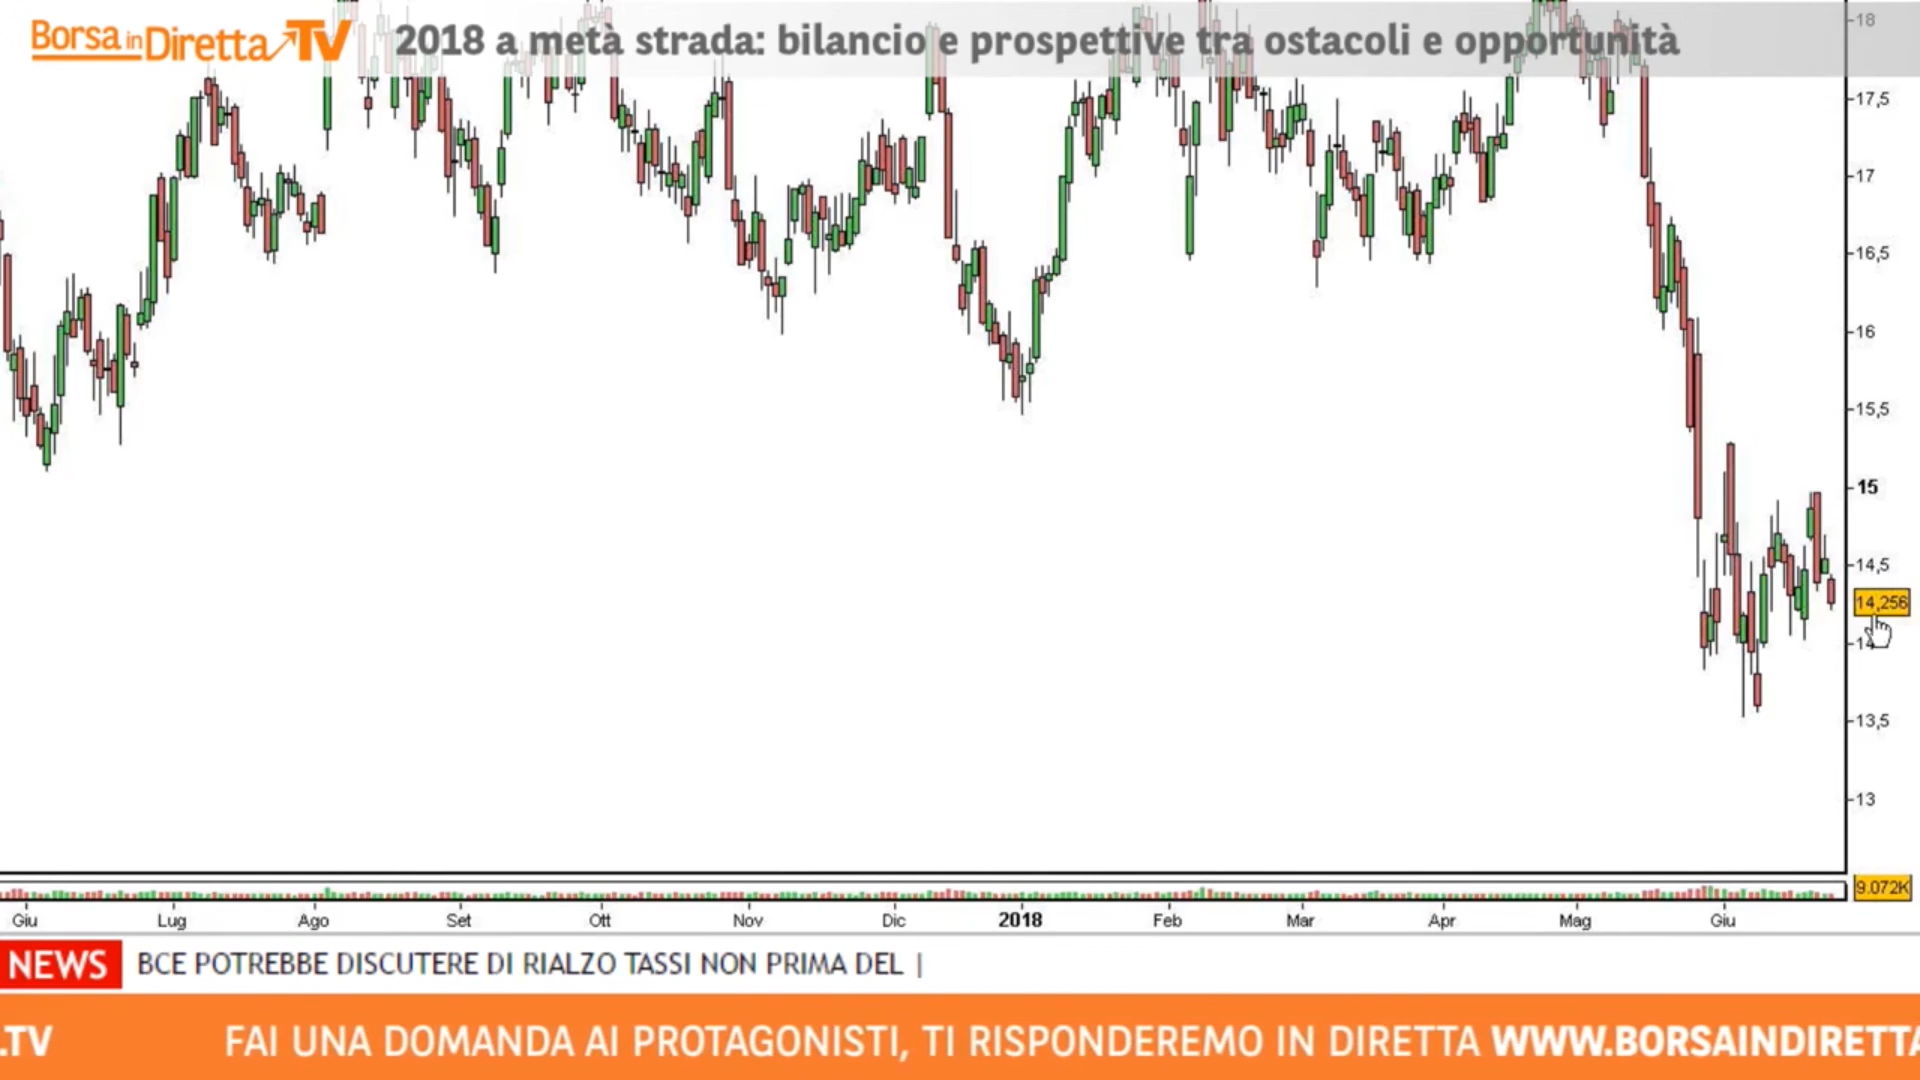 Borsa in Diretta TV
2018 a metà strada: bilancio e prospettive tra ostacoli e opportunità
18
17,5
17
16,5
16
15,5
15
14,5
14,256
14
13,5
13
9.072K
Giu Lug Ago Set Ott Nov Dic 2018 Feb Mar Apr Mag Giu
NEWS BCE POTREBBE DISCUTERE DI RIALZO TASSI NON PRIMA DEL |
.TV FAI UNA DOMANDA AI PROTAGONISTI, TI RISPONDEREMO IN DIRETTA WWW.BORSAINDIRETTA